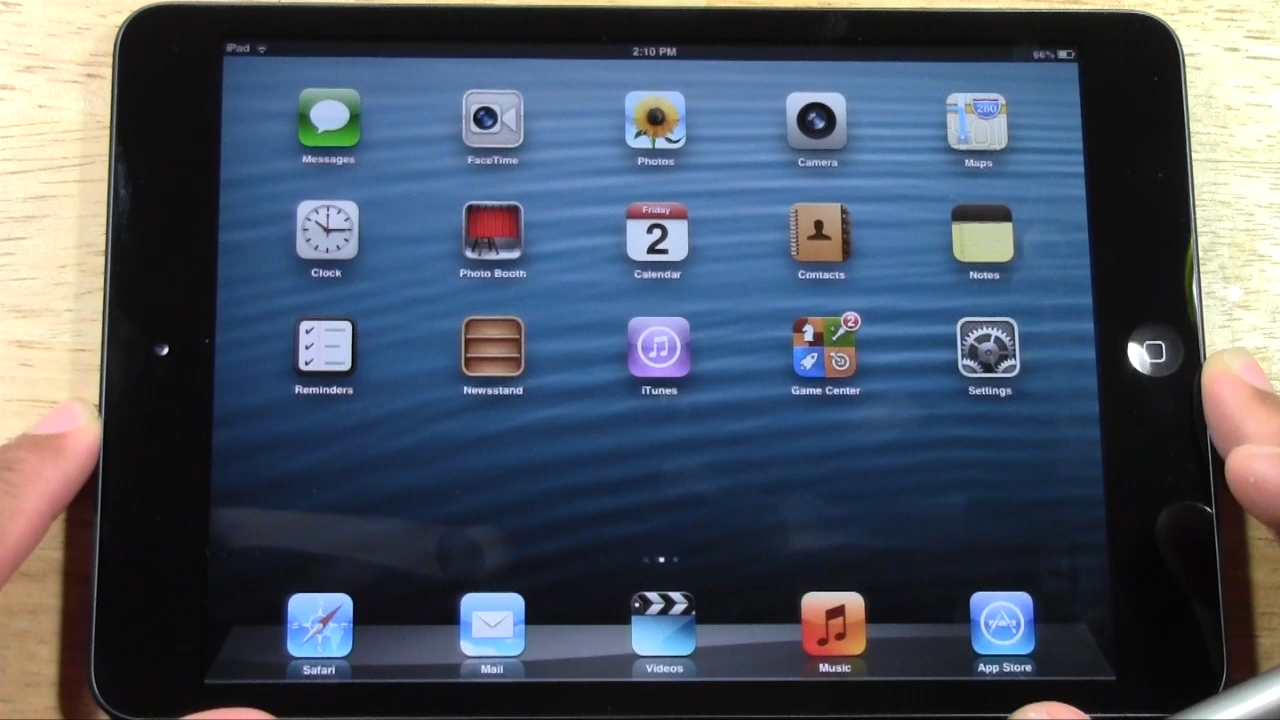 iPad 2:10 PM 66%
280
Messages FaceTime Photos Camera Maps
Friday
2
Clock Photo Booth Calendar Contacts Notes
2
Reminders Newsstand iTunes Game Center Settings
Safari Mail Videos Music App Store